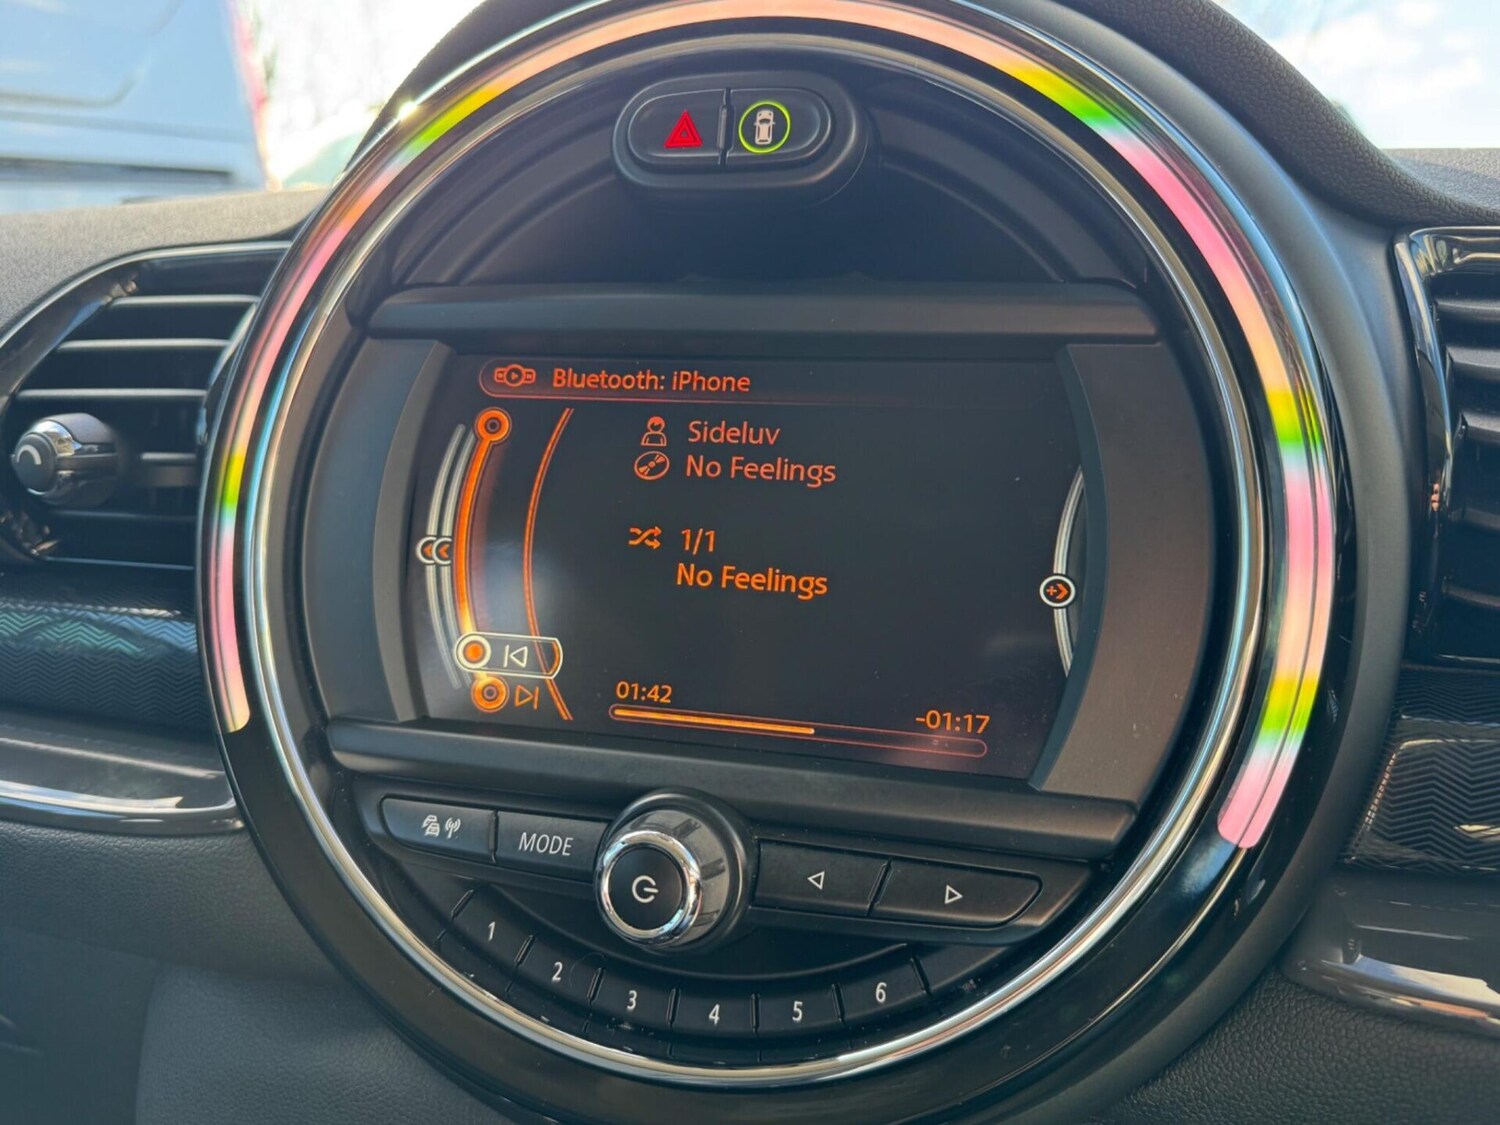 Bluetooth: iPhone
Sideluv
No Feelings
1/1
No Feelings
01:42
-01:17
MODE
1
2
3
4
5
6